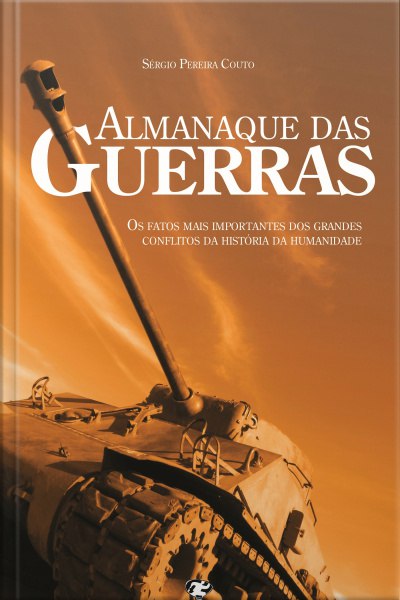 Sérgio Pereira Couto
Almanaque das
Guerras
Os fatos mais importantes dos grandes
conflitos da história da humanidade